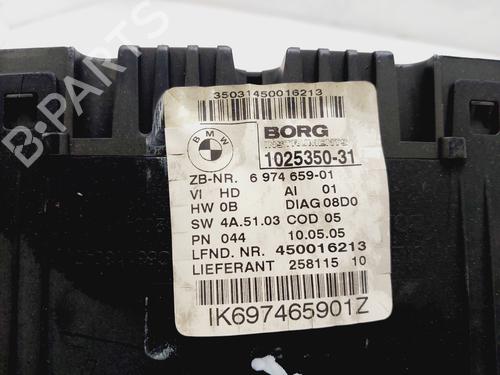 35031450016213
BMW
BORG
INSTRUMENTS
1025350-31
ZB-NR. 6 974 659-01
VI HD AI 01
HW 0B DIAG 08D0
SW 4A.51.03 COD 05
PN 044 10.05.05
LFND. NR. 450016213
LIEFERANT 258115 10
IK697465901Z
B-PARTS